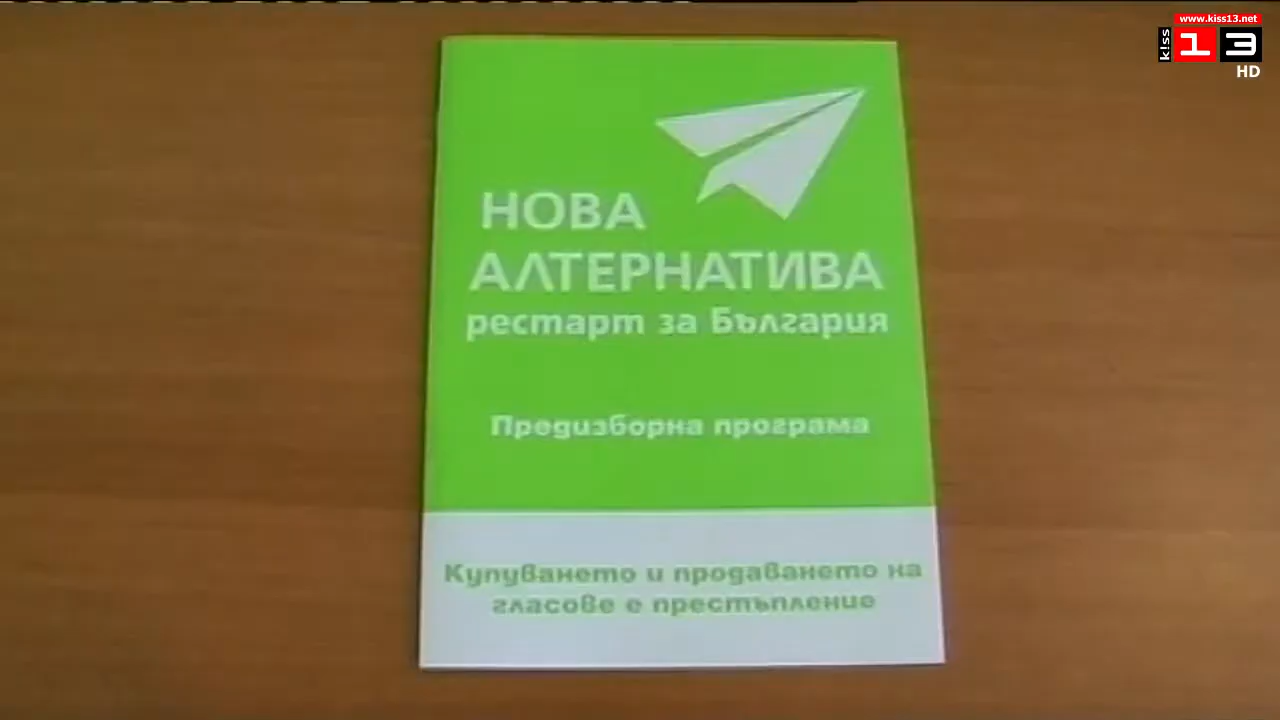 www.kiss13.net
kiss 13
HD
НОВА
АЛТЕРНАТИВА
рестарт за България
Предизборна програма
Купуването и продаването на
гласове е престъпление